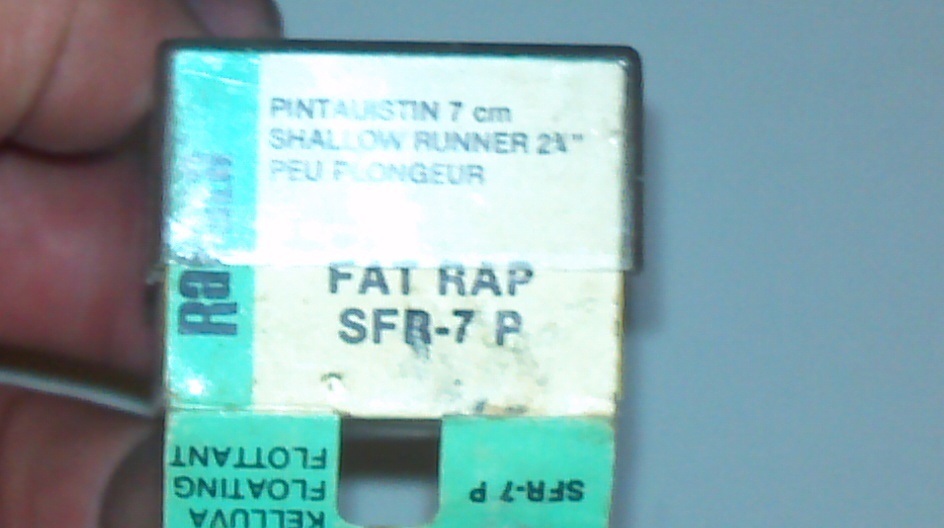 PINTAUISTIN 7 cm
SHALLOW RUNNER 2¾"
PEU PLONGEUR
FAT RAP
SFR-7 P
SFR-7 P
KELLUVA
FLOATING
FLOTTANT